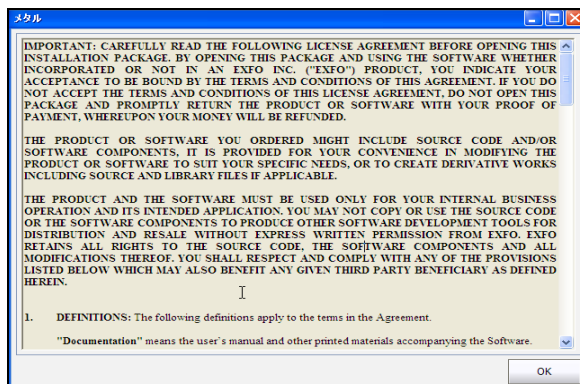 メタル
IMPORTANT: CAREFULLY READ THE FOLLOWING LICENSE AGREEMENT BEFORE OPENING THIS
INSTALLATION PACKAGE. BY OPENING THIS PACKAGE AND USING THE SOFTWARE WHETHER
INCORPORATED OR NOT IN AN EXFO INC. ("EXFO") PRODUCT, YOU INDICATE YOUR
ACCEPTANCE TO BE BOUND BY THE TERMS AND CONDITIONS OF THIS AGREEMENT. IF YOU DO
NOT ACCEPT THE TERMS AND CONDITIONS OF THIS LICENSE AGREEMENT, DO NOT OPEN THIS
PACKAGE AND PROMPTLY RETURN THE PRODUCT OR SOFTWARE WITH YOUR PROOF OF
PAYMENT, WHEREUPON YOUR MONEY WILL BE REFUNDED.
THE PRODUCT OR SOFTWARE YOU ORDERED MIGHT INCLUDE SOURCE CODE AND/OR
SOFTWARE COMPONENTS, IT IS PROVIDED FOR YOUR CONVENIENCE IN MODIFYING THE
PRODUCT OR SOFTWARE TO SUIT YOUR SPECIFIC NEEDS, OR TO CREATE DERIVATIVE WORKS
INCLUDING SOURCE AND LIBRARY FILES IF APPLICABLE.
THE PRODUCT AND THE SOFTWARE MUST BE USED ONLY FOR YOUR INTERNAL BUSINESS
OPERATION AND ITS INTENDED APPLICATION. YOU MAY NOT COPY OR USE THE SOURCE CODE
OR THE SOFTWARE COMPONENTS TO PRODUCE OTHER SOFTWARE DEVELOPMENT TOOLS FOR
DISTRIBUTION AND RESALE WITHOUT EXPRESS WRITTEN PERMISSION FROM EXFO. EXFO
RETAINS ALL RIGHTS TO THE SOURCE CODE, THE SOFTWARE COMPONENTS AND ALL
MODIFICATIONS THEREOF. YOU SHALL RESPECT AND COMPLY WITH ANY OF THE PROVISIONS
LISTED BELOW WHICH MAY ALSO BENEFIT ANY GIVEN THIRD PARTY BENEFICIARY AS DEFINED
HEREIN.
1. DEFINITIONS: The following definitions apply to the terms in the Agreement.
"Documentation" means the user's manual and other printed materials accompanying the Software.
OK